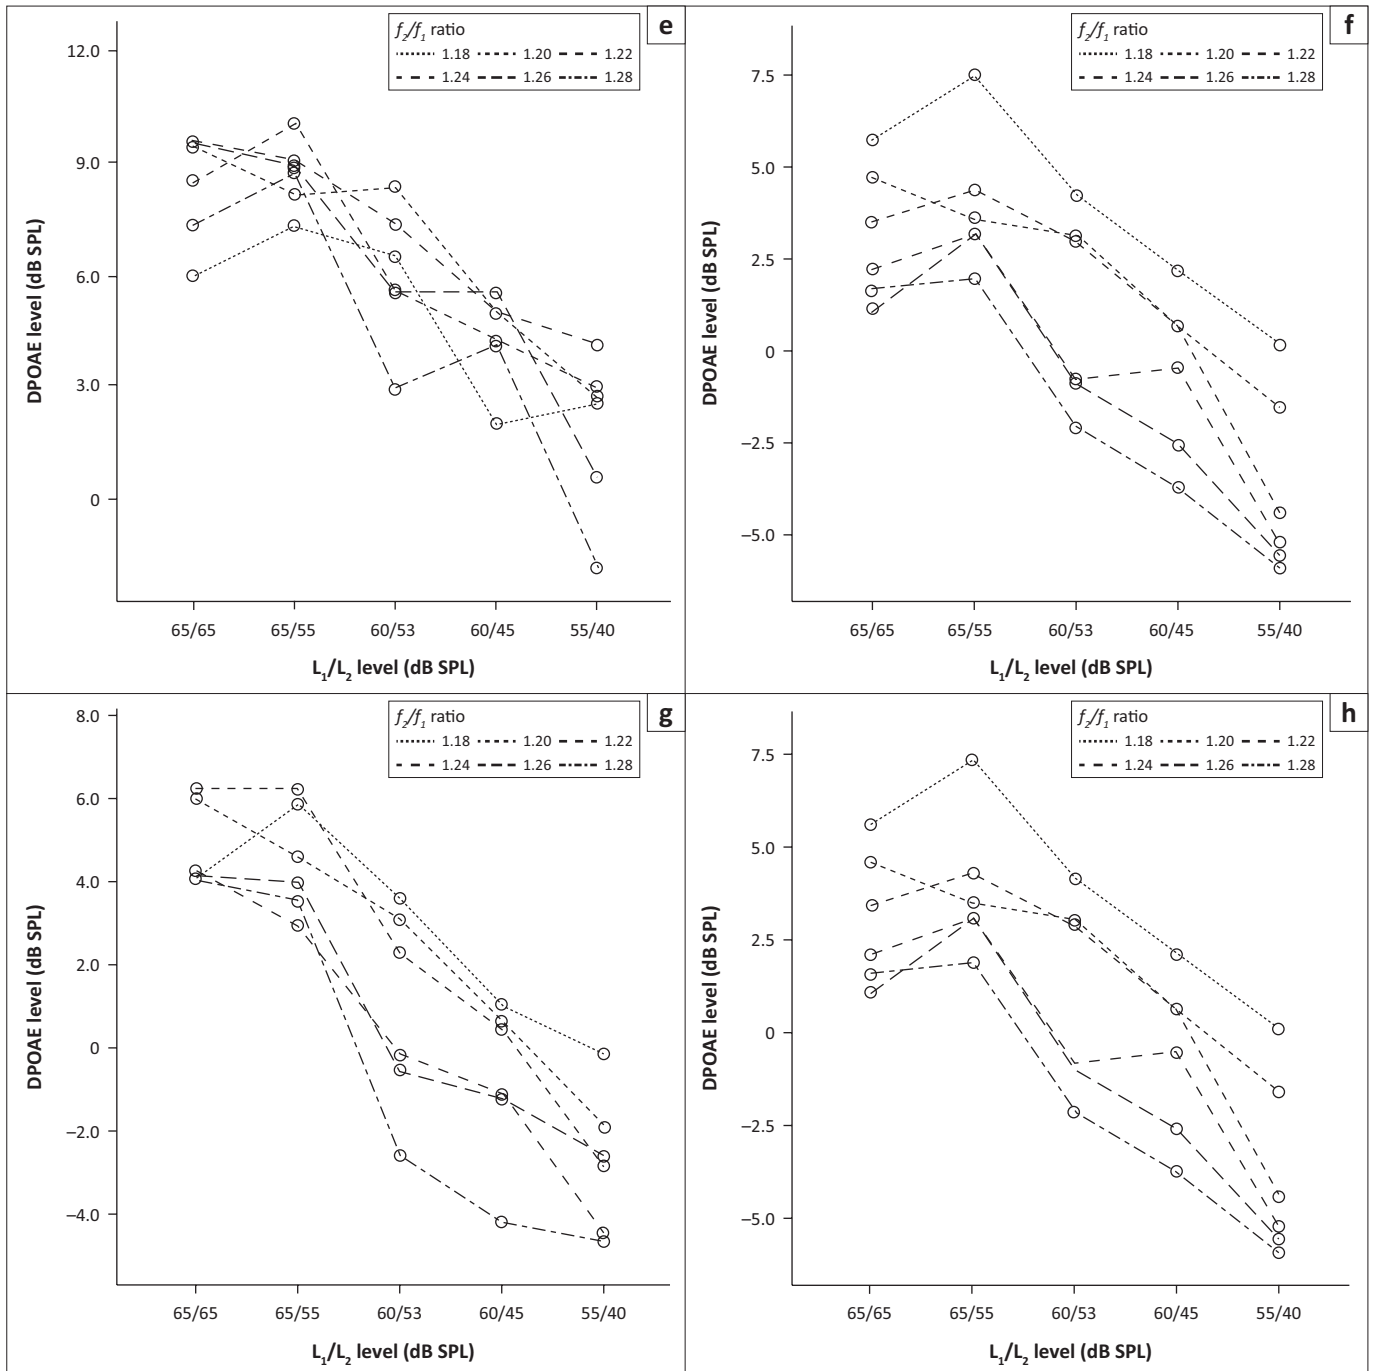 e
f₂/f₁ ratio
1.18 1.20 1.22
1.24 1.26 1.28
12.0
9.0
6.0
3.0
0
DPOAE level (dB SPL)
65/65 65/55 60/53 60/45 55/40
L₁/L₂ level (dB SPL)
f
f₂/f₁ ratio
1.18 1.20 1.22
1.24 1.26 1.28
7.5
5.0
2.5
0
−2.5
−5.0
DPOAE level (dB SPL)
65/65 65/55 60/53 60/45 55/40
L₁/L₂ level (dB SPL)
g
f₂/f₁ ratio
1.18 1.20 1.22
1.24 1.26 1.28
8.0
6.0
4.0
2.0
0
−2.0
−4.0
DPOAE level (dB SPL)
65/65 65/55 60/53 60/45 55/40
L₁/L₂ level (dB SPL)
h
f₂/f₁ ratio
1.18 1.20 1.22
1.24 1.26 1.28
7.5
5.0
2.5
0
−2.5
−5.0
DPOAE level (dB SPL)
65/65 65/55 60/53 60/45 55/40
L₁/L₂ level (dB SPL)